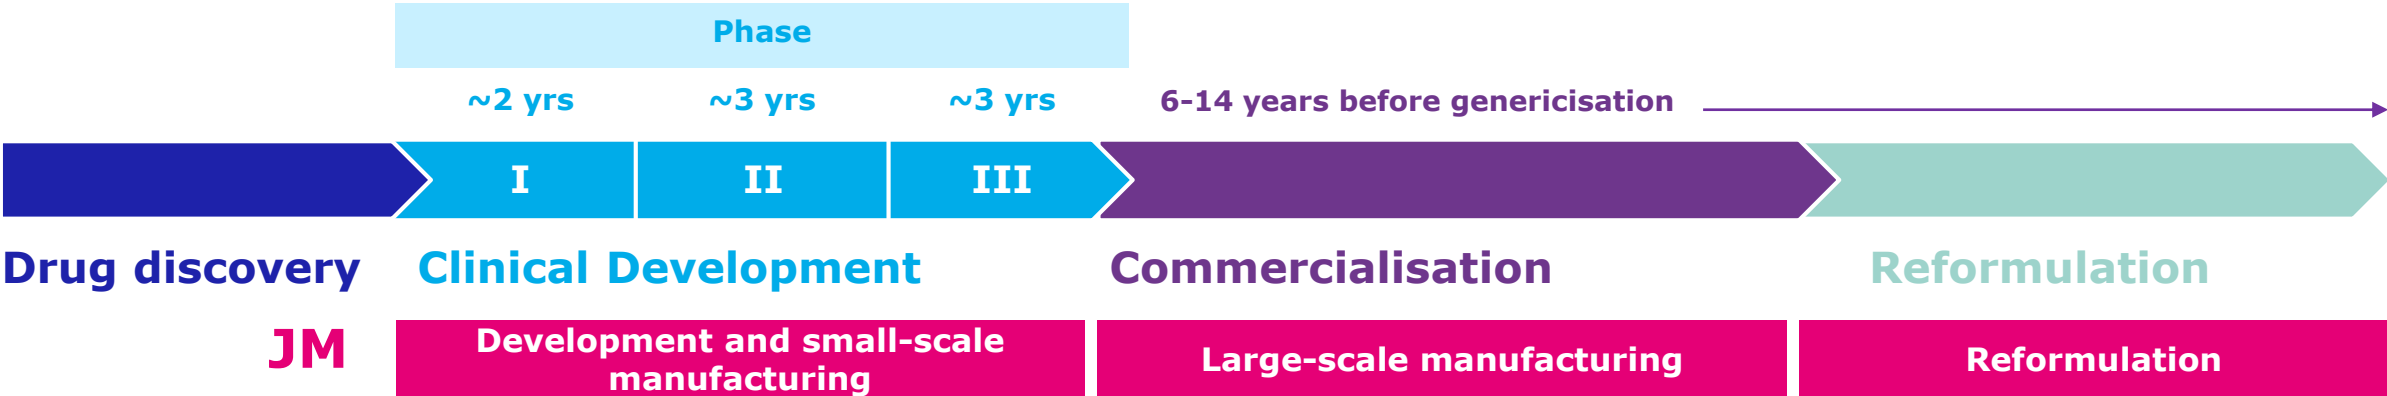 Phase
~2 yrs
~3 yrs
~3 yrs
6-14 years before genericisation
I
II
III
Drug discovery
Clinical Development
Commercialisation
Reformulation
JM
Development and small-scale
manufacturing
Large-scale manufacturing
Reformulation